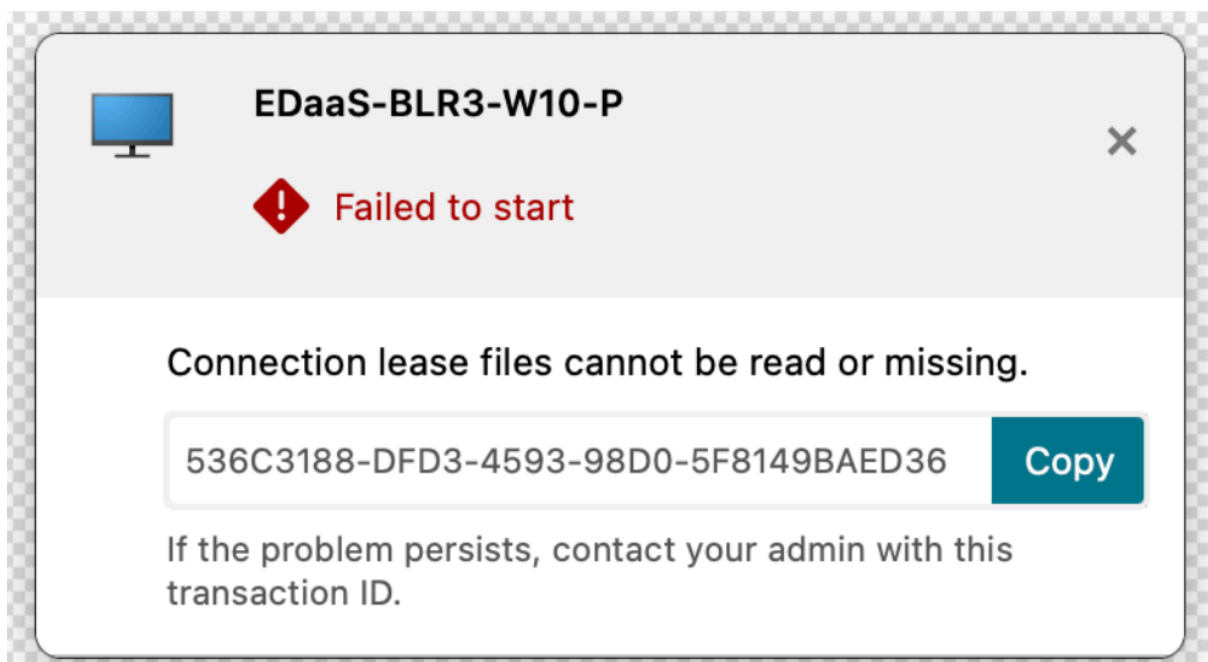 EDaaS-BLR3-W10-P
Failed to start
Connection lease files cannot be read or missing.
536C3188-DFD3-4593-98D0-5F8149BAED36
Copy
If the problem persists, contact your admin with this
transaction ID.